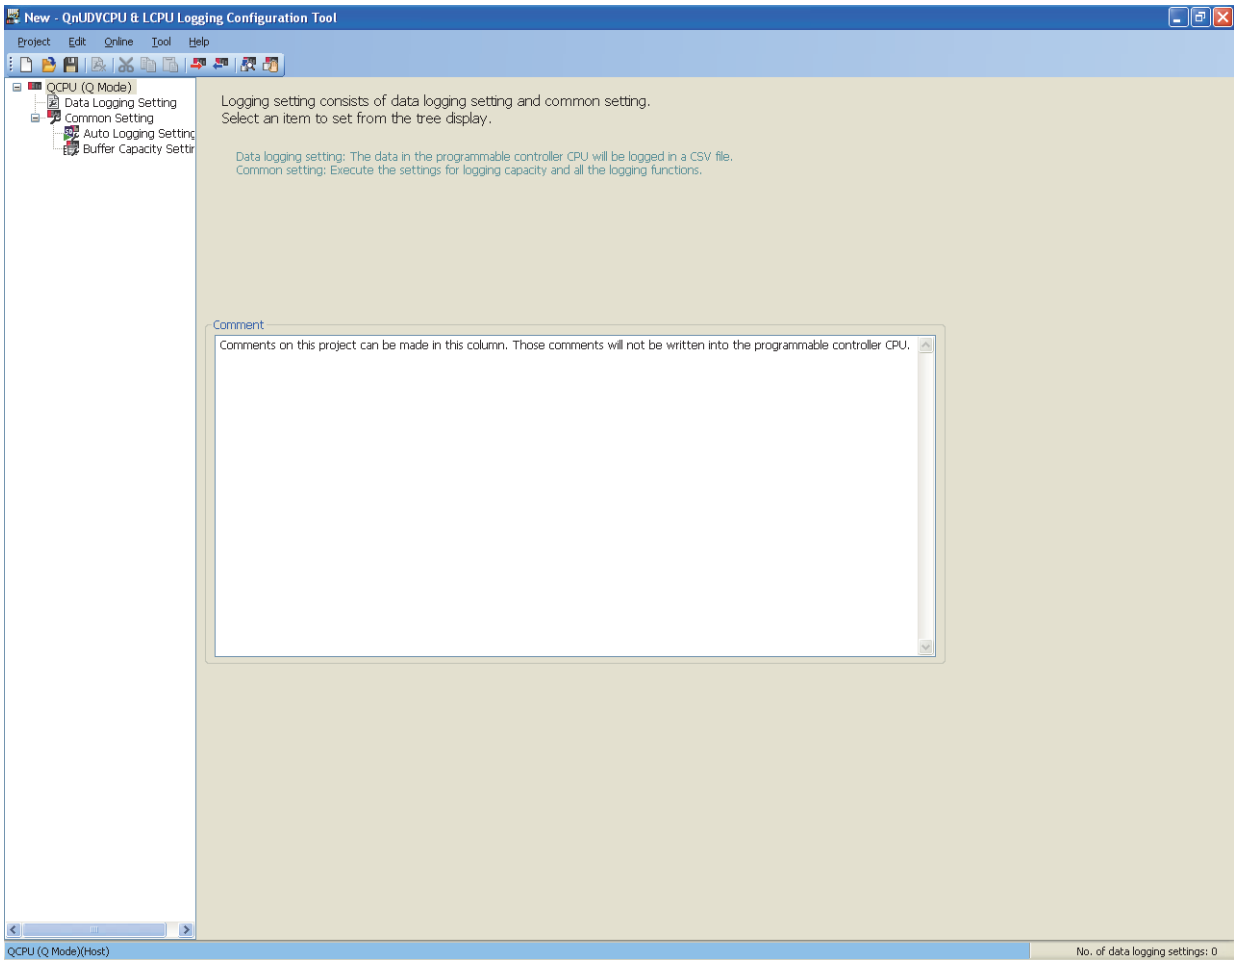 New - QnUDVCPU & LCPU Logging Configuration Tool
Project Edit Online Tool Help
QCPU (Q Mode)
Data Logging Setting
Common Setting
Auto Logging Setting
Buffer Capacity Settin
Logging setting consists of data logging setting and common setting.
Select an item to set from the tree display.
Data logging setting: The data in the programmable controller CPU will be logged in a CSV file.
Common setting: Execute the settings for logging capacity and all the logging functions.
Comment
Comments on this project can be made in this column. Those comments will not be written into the programmable controller CPU.
QCPU (Q Mode)(Host)
No. of data logging settings: 0